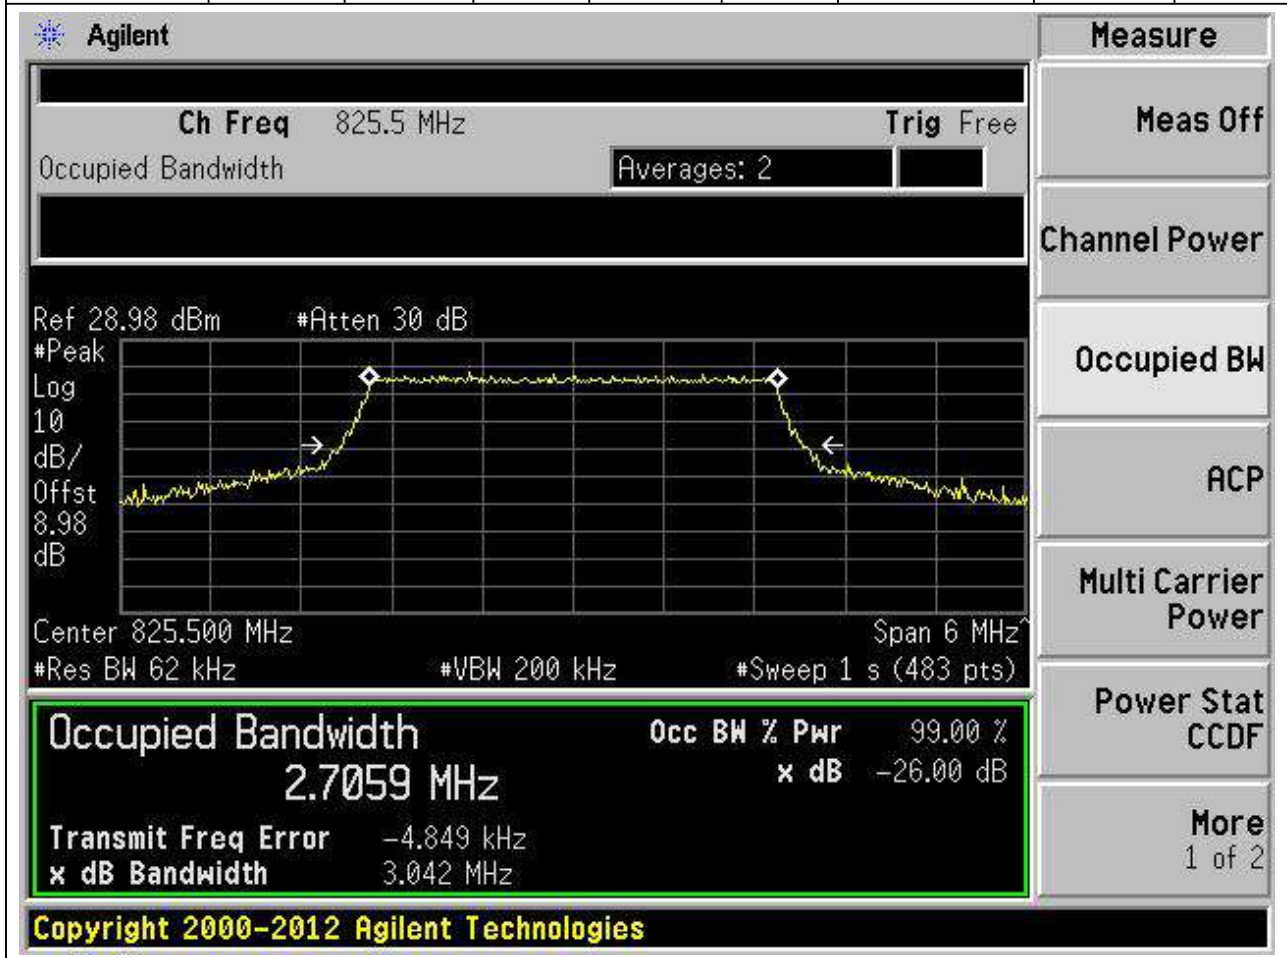 Agilent
Measure
Ch Freq 825.5 MHz Trig Free
Meas Off
Occupied Bandwidth Averages: 2
Channel Power
Ref 28.98 dBm #Atten 30 dB
#Peak
Log
10
dB/
Offst
8.98
dB
Occupied BW
ACP
Center 825.500 MHz Span 6 MHz^
#Res BW 62 kHz #VBW 200 kHz #Sweep 1 s (483 pts)
Multi Carrier
Power
Occupied Bandwidth Occ BW % Pwr 99.00 %
2.7059 MHz x dB -26.00 dB
Transmit Freq Error -4.849 kHz
x dB Bandwidth 3.042 MHz
Power Stat
CCDF
More
1 of 2
Copyright 2000-2012 Agilent Technologies